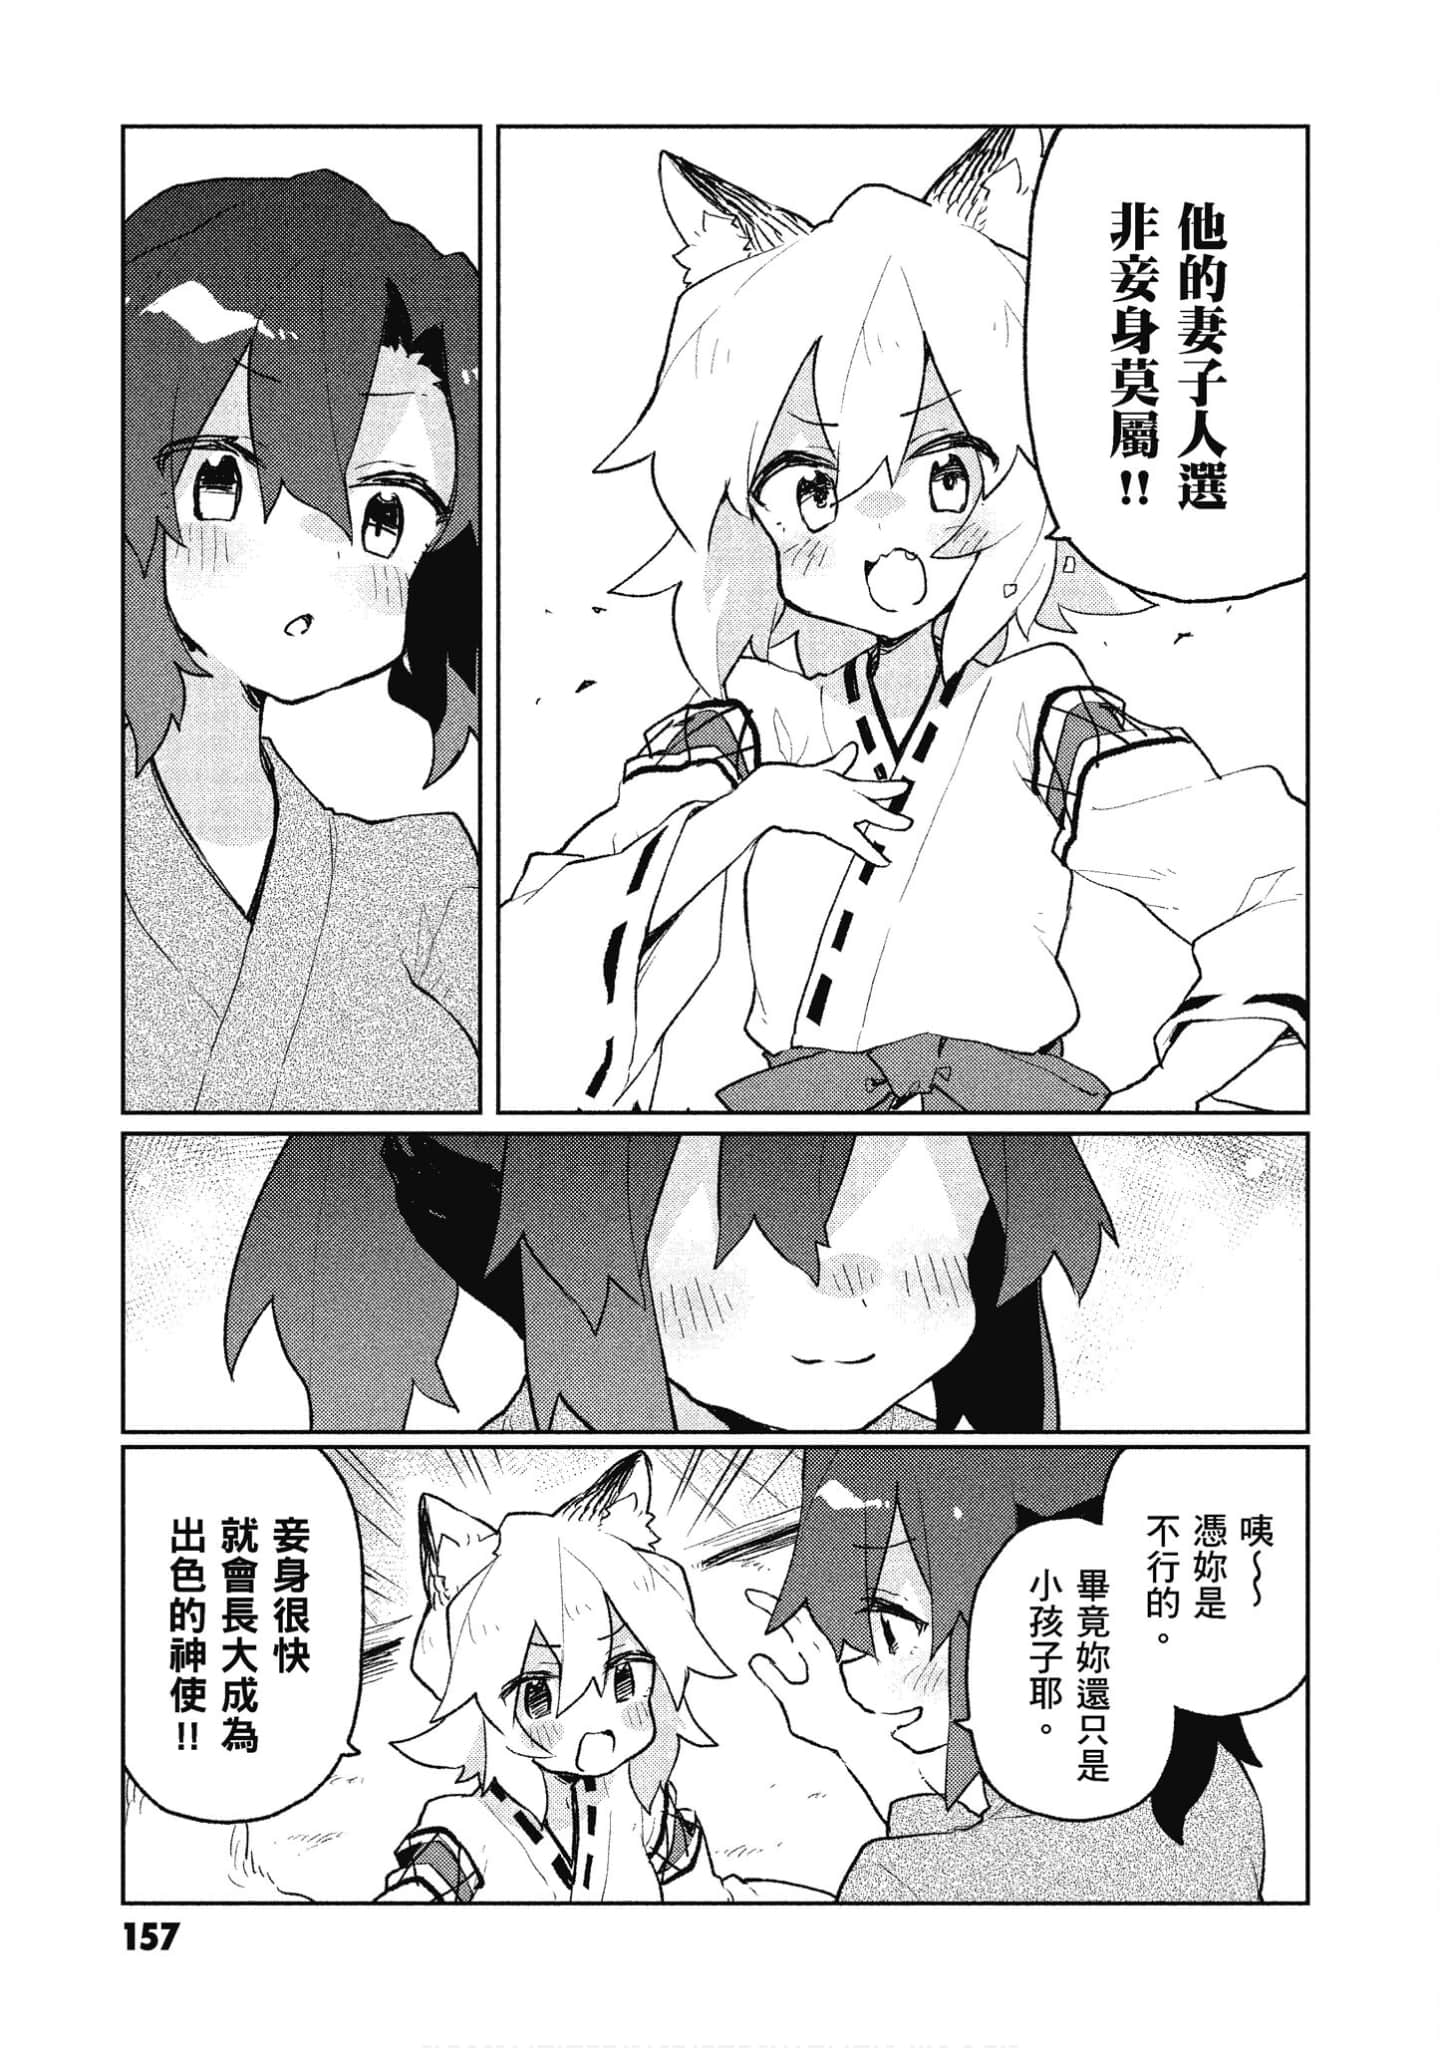 他的妻子人選
非妾身莫屬!!
咦~
憑妳是
不行的。
畢竟妳還只是
小孩子耶。
妾身很快
就會長大成為
出色的神使!!
157